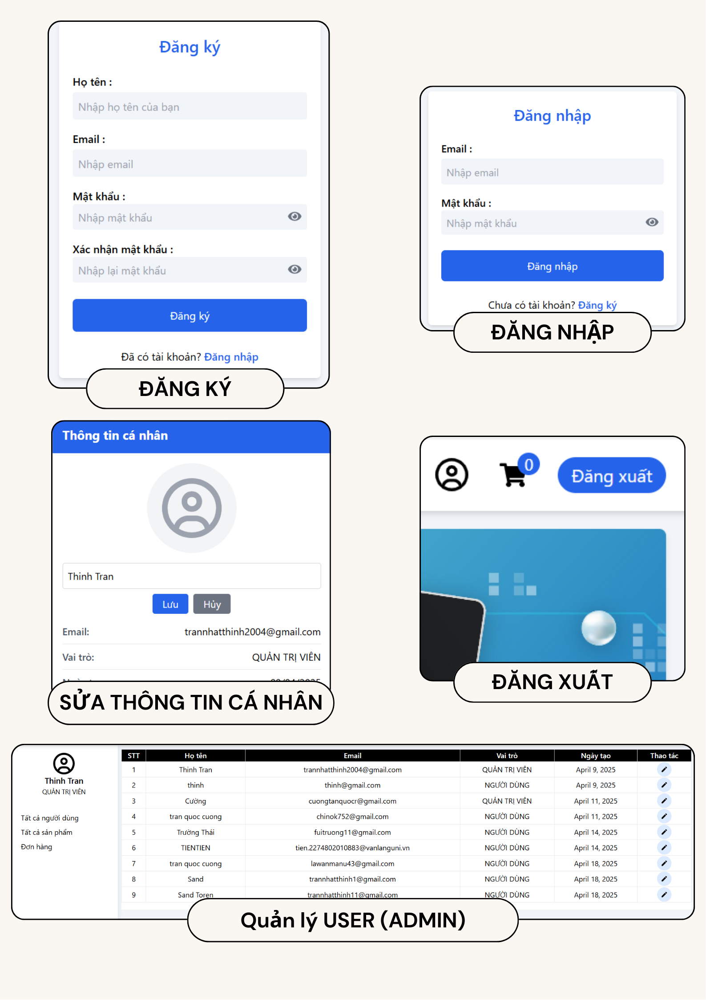 Đăng ký
Họ tên :
Nhập họ tên của bạn
Email :
Nhập email
Mật khẩu :
Nhập mật khẩu
Xác nhận mật khẩu :
Nhập lại mật khẩu
Đăng ký
Đã có tài khoản? Đăng nhập
ĐĂNG KÝ
Đăng nhập
Email :
Nhập email
Mật khẩu :
Nhập mật khẩu
Đăng nhập
Chưa có tài khoản? Đăng ký
ĐĂNG NHẬP
Thông tin cá nhân
Thinh Tran
Lưu Hủy
Email: trannhatthinh2004@gmail.com
Vai trò: QUẢN TRỊ VIÊN
SỬA THÔNG TIN CÁ NHÂN
0 Đăng xuất
ĐĂNG XUẤT
Thinh Tran
QUẢN TRỊ VIÊN
Tất cả người dùng
Tất cả sản phẩm
Đơn hàng
STT Họ tên Email Vai trò Ngày tạo Thao tác
1 Thinh Tran trannhatthinh2004@gmail.com QUẢN TRỊ VIÊN April 9, 2025
2 thinh thinh@gmail.com NGƯỜI DÙNG April 9, 2025
3 Cường cuongtanquocr@gmail.com QUẢN TRỊ VIÊN April 11, 2025
4 tran quoc cuong chinok752@gmail.com NGƯỜI DÙNG April 11, 2025
5 Trường Thái fuitruong11@gmail.com NGƯỜI DÙNG April 14, 2025
6 TIENTIEN tien.2274802010883@vanlanguni.vn NGƯỜI DÙNG April 14, 2025
7 tran quoc cuong lawanmanu43@gmail.com NGƯỜI DÙNG April 18, 2025
8 Sand trannhatthinh1@gmail.com NGƯỜI DÙNG April 18, 2025
9 Sand Toren trannhatthinh11@gmail.com NGƯỜI DÙNG April 18, 2025
Quản lý USER (ADMIN)